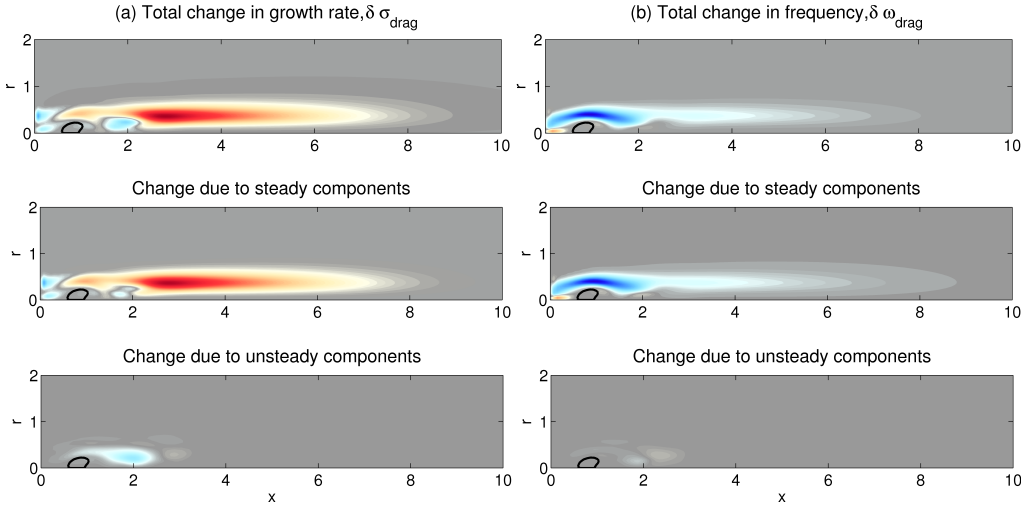 (a) Total change in growth rate,δ σdrag
(b) Total change in frequency,δ ωdrag
2
1
0
r
0 2 4 6 8 10
2
1
0
r
0 2 4 6 8 10
Change due to steady components
Change due to steady components
2
1
0
r
0 2 4 6 8 10
2
1
0
r
0 2 4 6 8 10
Change due to unsteady components
Change due to unsteady components
2
1
0
r
0 2 4 6 8 10
x
2
1
0
r
0 2 4 6 8 10
x